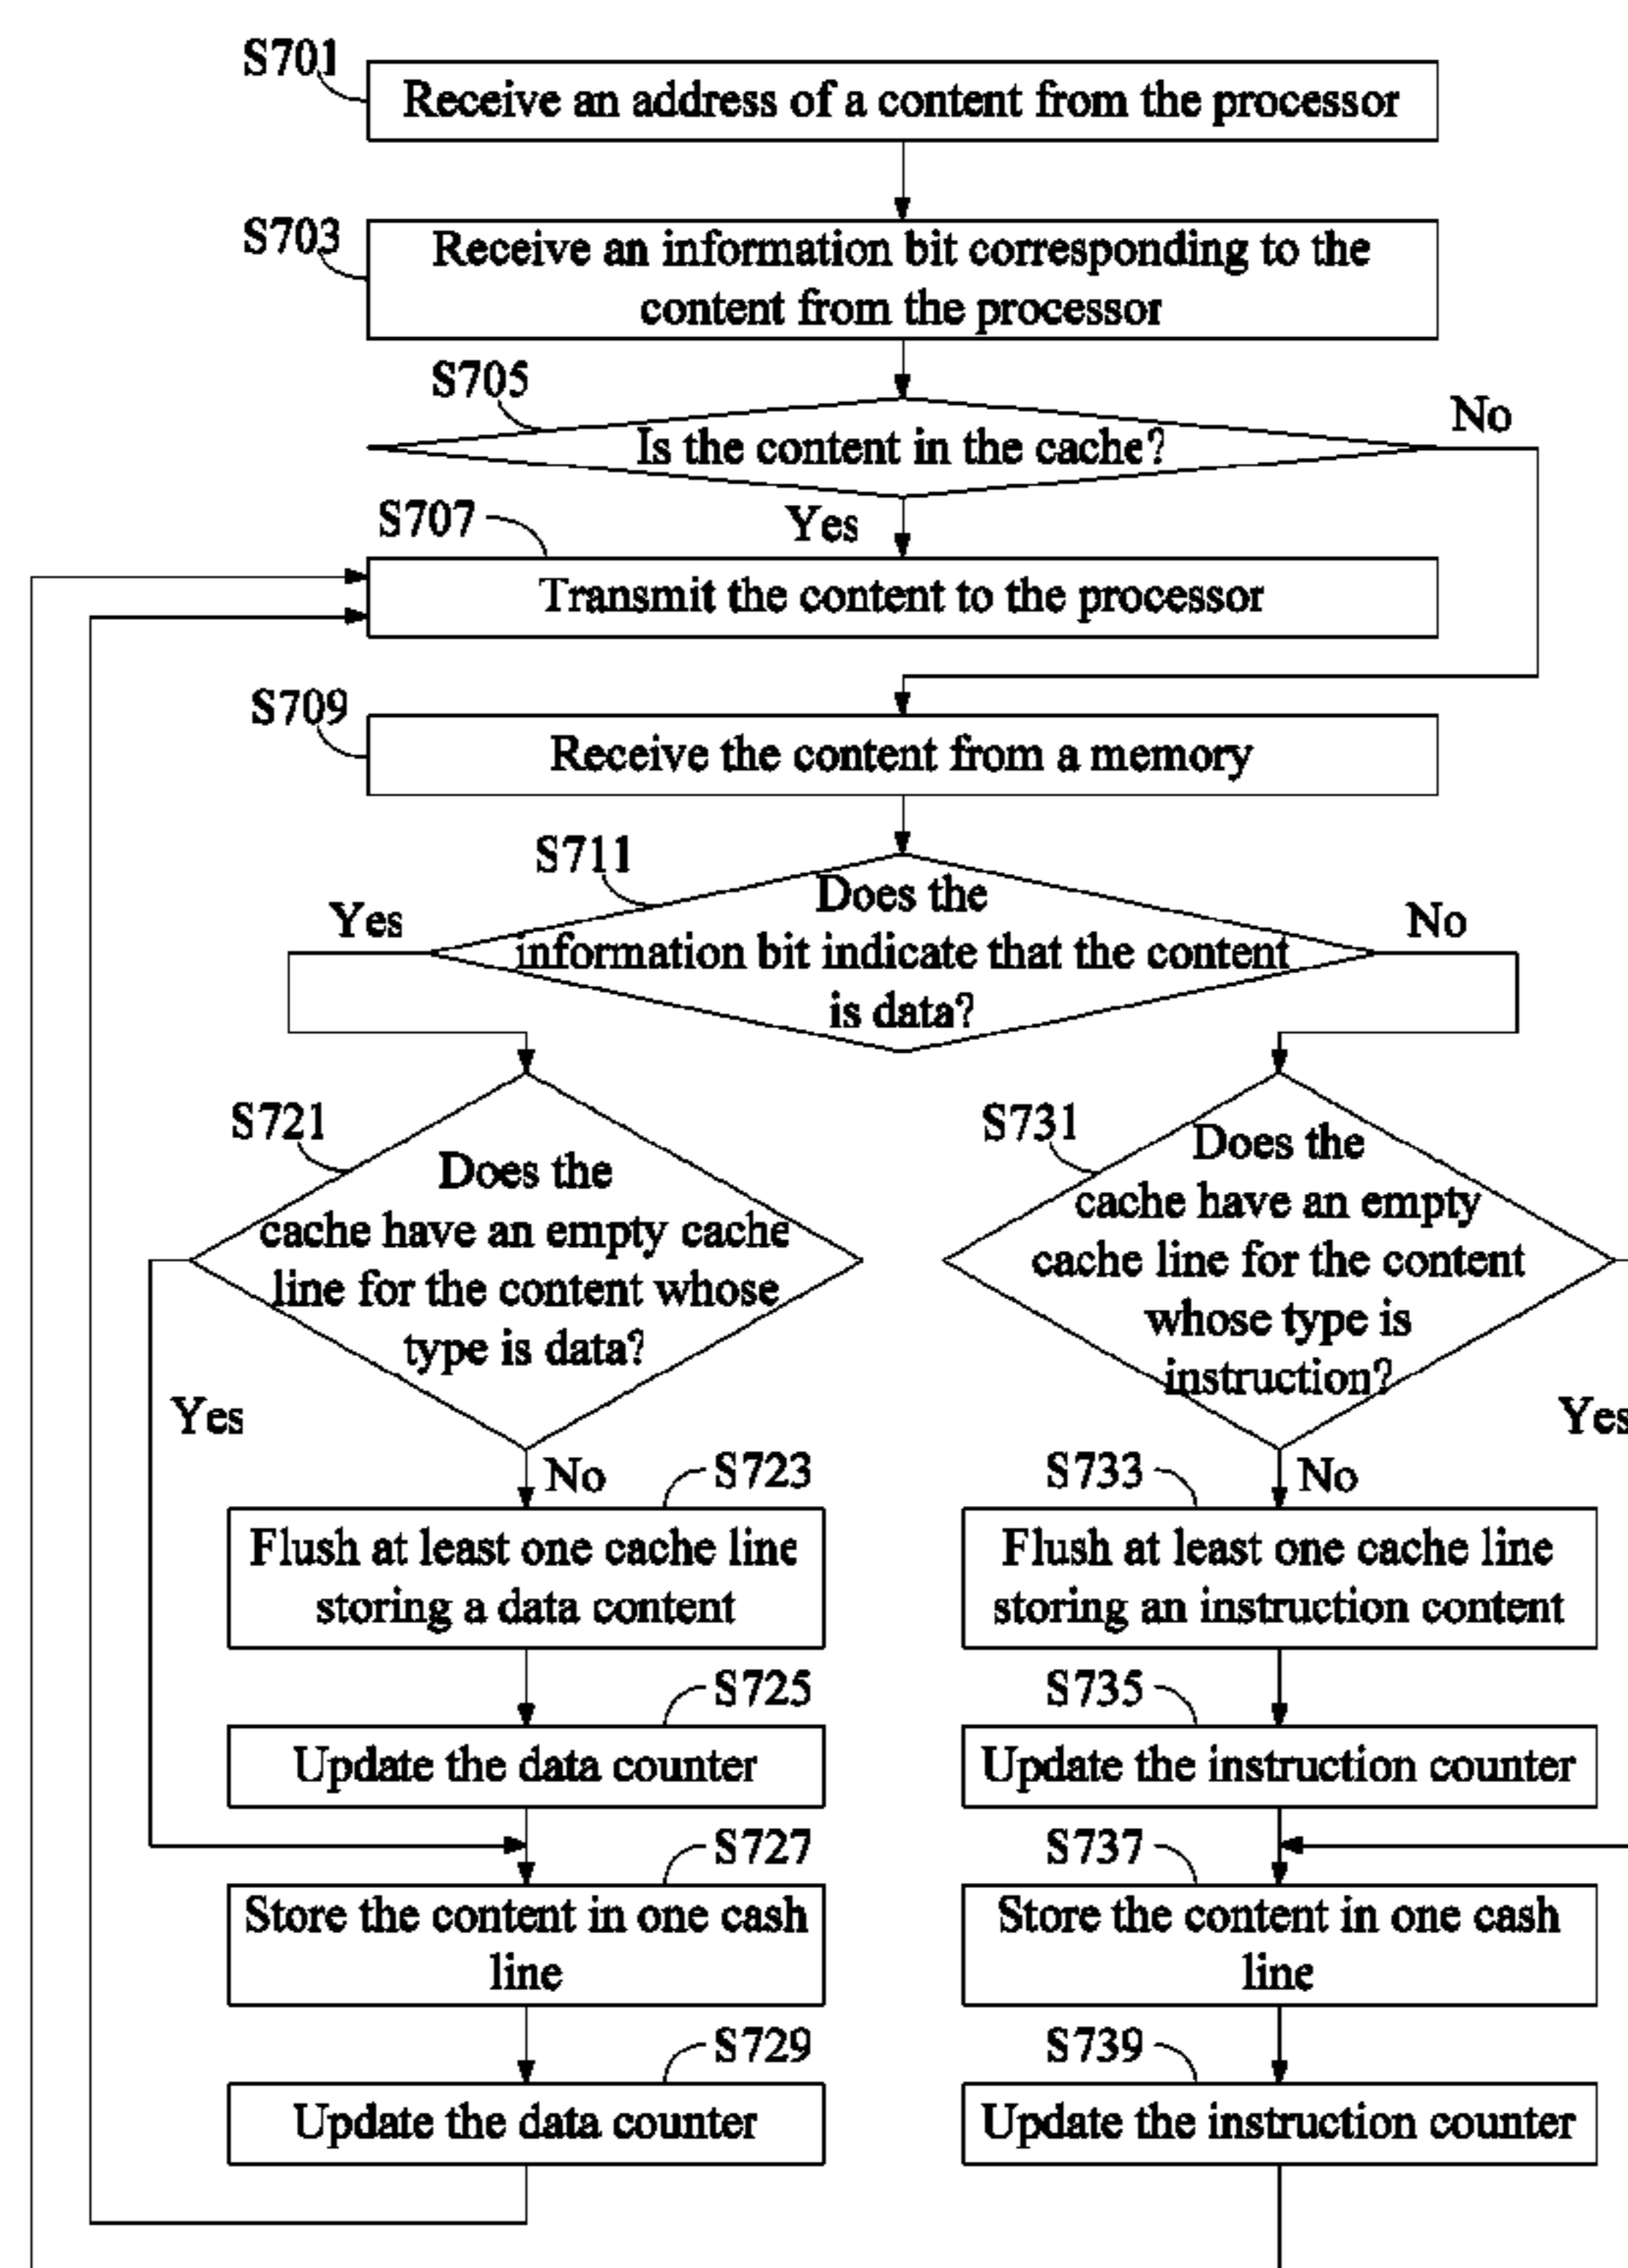 S701
Receive an address of a content from the processor
S703
Receive an information bit corresponding to the
content from the processor
S705
No
Is the content in the cache?
S707
Yes
Transmit the content to the processor
S709
Receive the content from a memory
S711
Yes
Does the
information bit indicate that the content
is data?
No
S721
Does the
cache have an empty cache
line for the content whose
type is data?
Yes
No
S731
Does the
cache have an empty
cache line for the content
whose type is
instruction?
Yes
No
S723
Flush at least one cache line
storing a data content
S733
Flush at least one cache line
storing an instruction content
S725
Update the data counter
S735
Update the instruction counter
S727
Store the content in one cash
line
S737
Store the content in one cash
line
S729
Update the data counter
S739
Update the instruction counter